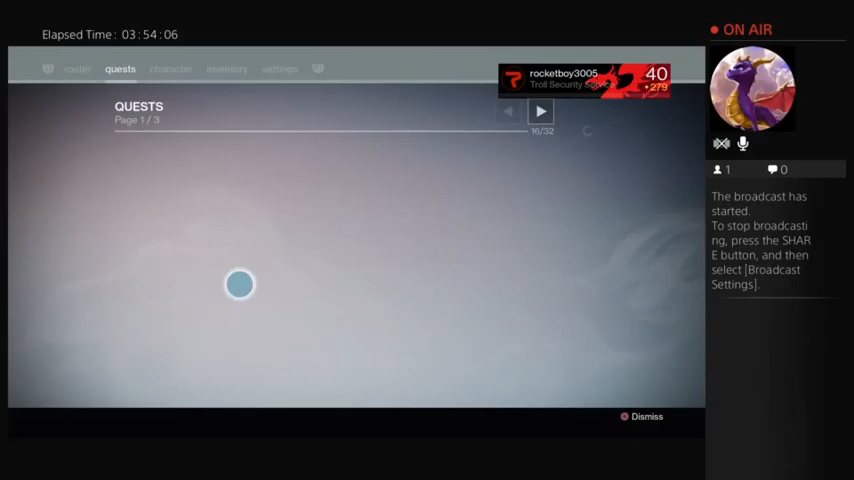 Elapsed Time : 03:54:06
ON AIR
roster quests character inventory settings
rocketboy3005
Troll Security Service
40
279
QUESTS
Page 1 / 3
16/32
1 0
The broadcast has
started.
To stop broadcasti
ng, press the SHAR
E button, and then
select [Broadcast
Settings].
Dismiss